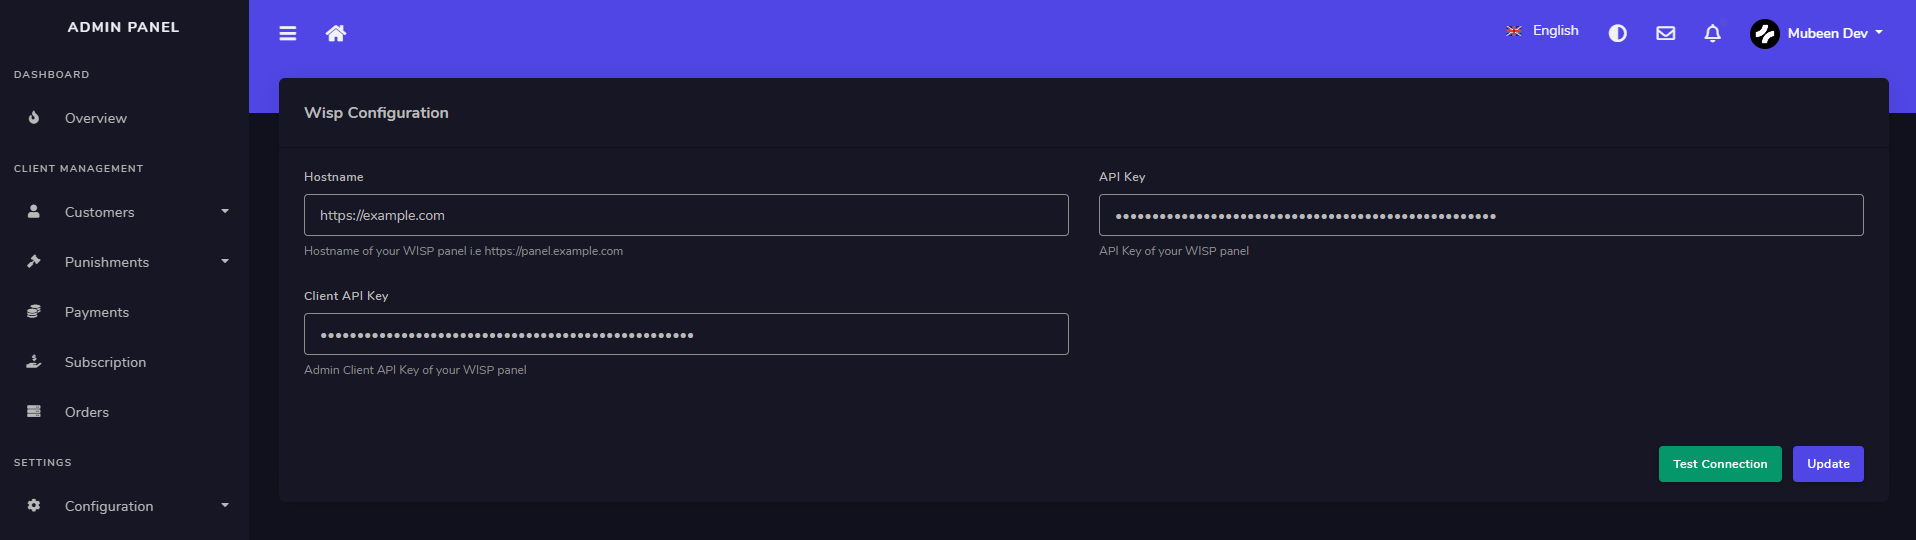 ADMIN PANEL
DASHBOARD
Overview
CLIENT MANAGEMENT
Customers
Punishments
Payments
Subscription
Orders
SETTINGS
Configuration
English
Mubeen Dev
Wisp Configuration
Hostname
https://example.com
Hostname of your WISP panel i.e https://panel.example.com
API Key
••••••••••••••••••••••••••••••••••••••••••••••••••••
API Key of your WISP panel
Client API Key
•••••••••••••••••••••••••••••••••••••••••••••••••••
Admin Client API Key of your WISP panel
Test Connection
Update